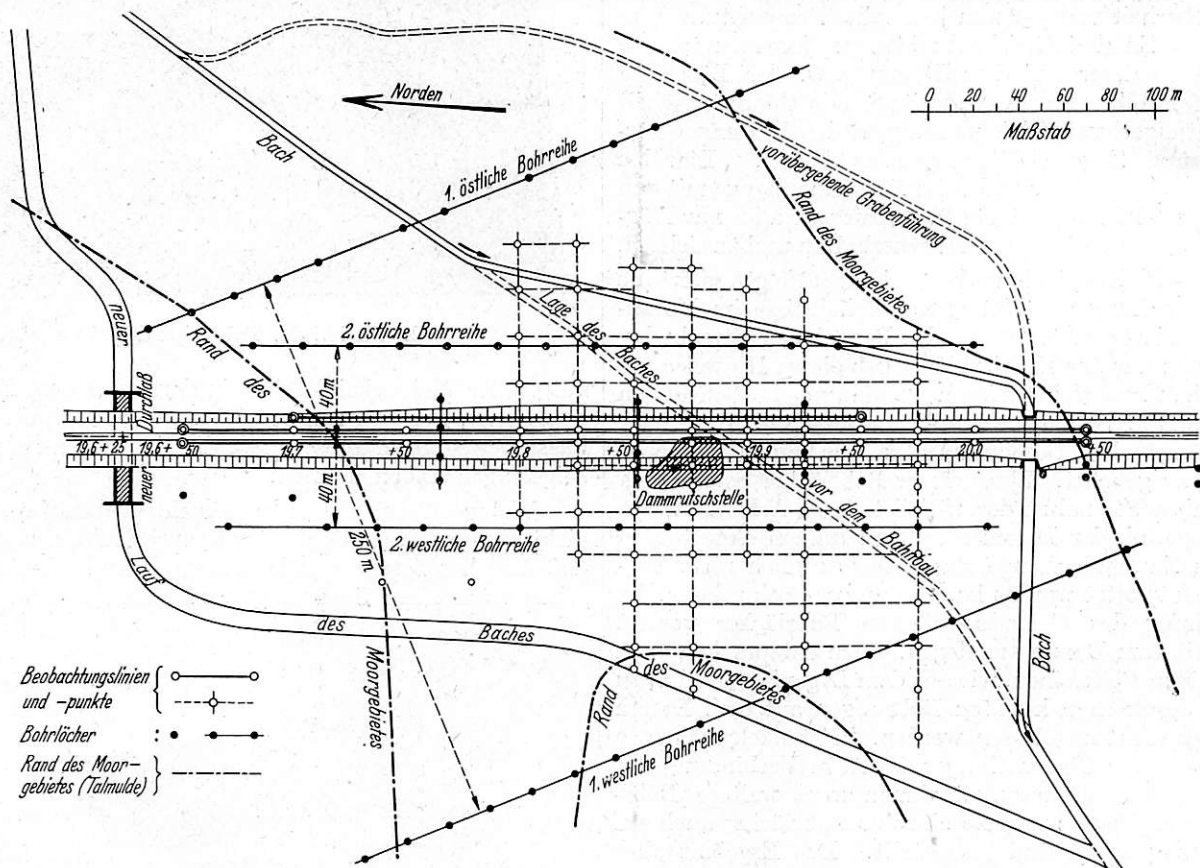 Norden
0 20 40 60 80 100 m
Maßstab
Bach
1. östliche Bohrreihe
vorübergehende Grabenführung
Rand des Moorgebietes
neuer
Rand des
Moorgebietes
2. östliche Bohrreihe
Lage des Baches
vor dem Bahnbau
40 m
40 m
250 m
neuer Durchlaß
19,6 + 25
19,6 + 50
19,7
+ 50
19,8
+ 50
19,9
+ 50
20,0
+ 50
Dammrutschstelle
2. westliche Bohrreihe
Lauf
des
Baches
Rand des Moorgebietes
1. westliche Bohrreihe
Bach
Beobachtungslinien
und -punkte
Bohrlöcher :
Rand des Moor-
gebietes (Talmulde)